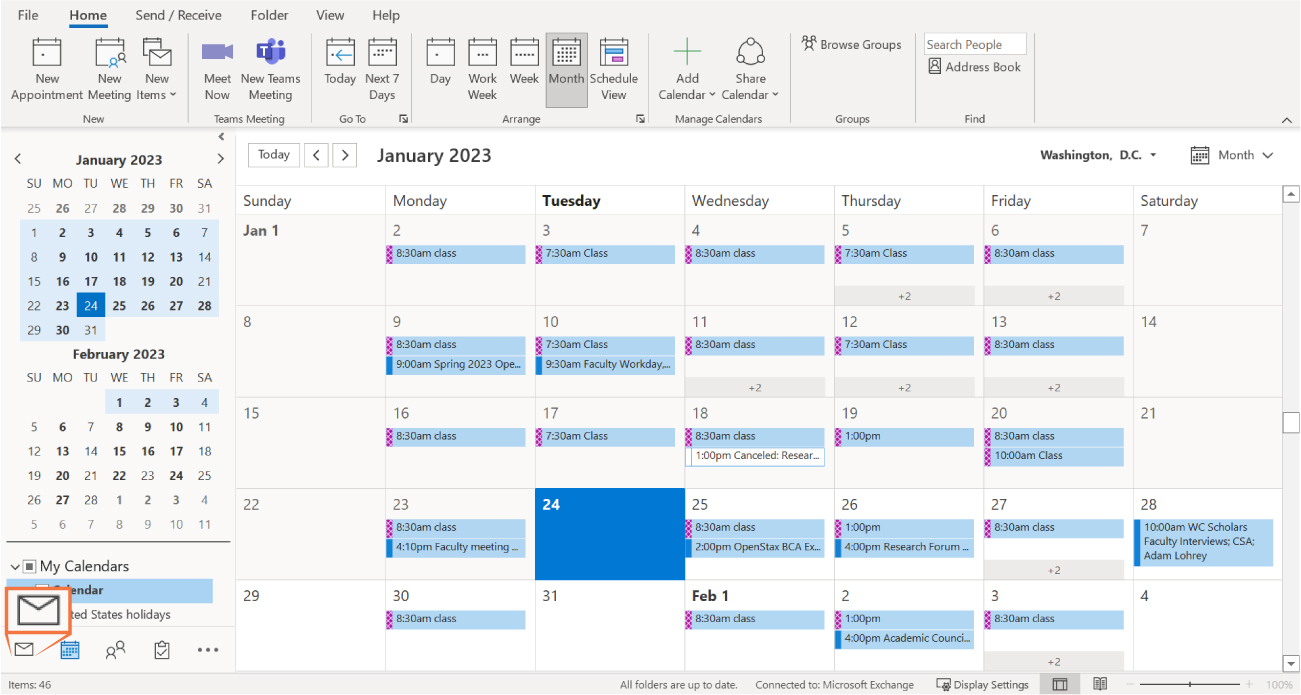 File Home Send / Receive Folder View Help
New Appointment
New Meeting
New Items
Meet Now
New Teams Meeting
Today
Next 7 Days
Day
Work Week
Week
Month
Schedule View
Add Calendar
Share Calendar
Browse Groups
Search People
Address Book
New Teams Meeting Go To Arrange Manage Calendars Groups Find
January 2023
SU MO TU WE TH FR SA
25 26 27 28 29 30 31
1 2 3 4 5 6 7
8 9 10 11 12 13 14
15 16 17 18 19 20 21
22 23 24 25 26 27 28
29 30 31
February 2023
SU MO TU WE TH FR SA
1 2 3 4
5 6 7 8 9 10 11
12 13 14 15 16 17 18
19 20 21 22 23 24 25
26 27 28 1 2 3 4
5 6 7 8 9 10 11
My Calendars
endar
ted States holidays
Today January 2023 Washington, D.C. Month
Sunday Monday Tuesday Wednesday Thursday Friday Saturday
Jan 1 2 3 4 5 6 7
8:30am class 7:30am Class 8:30am class 7:30am Class 8:30am class
+2 +2
8 9 10 11 12 13 14
8:30am class 7:30am Class 8:30am class 7:30am Class 8:30am class
9:00am Spring 2023 Ope... 9:30am Faculty Workday,...
+2 +2 +2
15 16 17 18 19 20 21
8:30am class 7:30am Class 8:30am class 1:00pm 8:30am class
1:00pm Canceled: Resear... 10:00am Class
22 23 24 25 26 27 28
8:30am class 8:30am class 1:00pm 8:30am class 10:00am WC Scholars
4:10pm Faculty meeting ... 2:00pm OpenStax BCA Ex... 4:00pm Research Forum ... Faculty Interviews; CSA;
Adam Lohrey
+2
29 30 31 Feb 1 2 3 4
8:30am class 8:30am class 1:00pm 8:30am class
4:00pm Academic Counci...
+2
Items: 46 All folders are up to date. Connected to: Microsoft Exchange Display Settings 100%